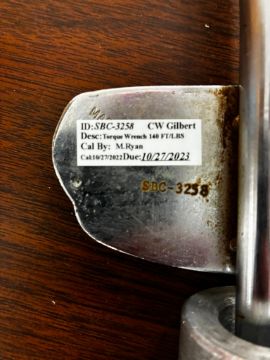 ID:SBC-3258 CW Gilbert
Desc:Torque Wrench 140 FT/LBS
Cal By: M.Ryan
Cal:10/27/2022Due:10/27/2023
SBC-3258